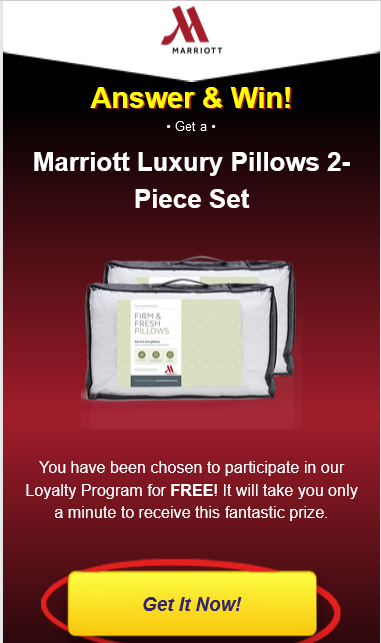 MARRIOTT
Answer & Win!
• Get a •
Marriott Luxury Pillows 2-
Piece Set
FIRM &
FRESH
PILLOWS
You have been chosen to participate in our
Loyalty Program for FREE! It will take you only
a minute to receive this fantastic prize.
Get It Now!